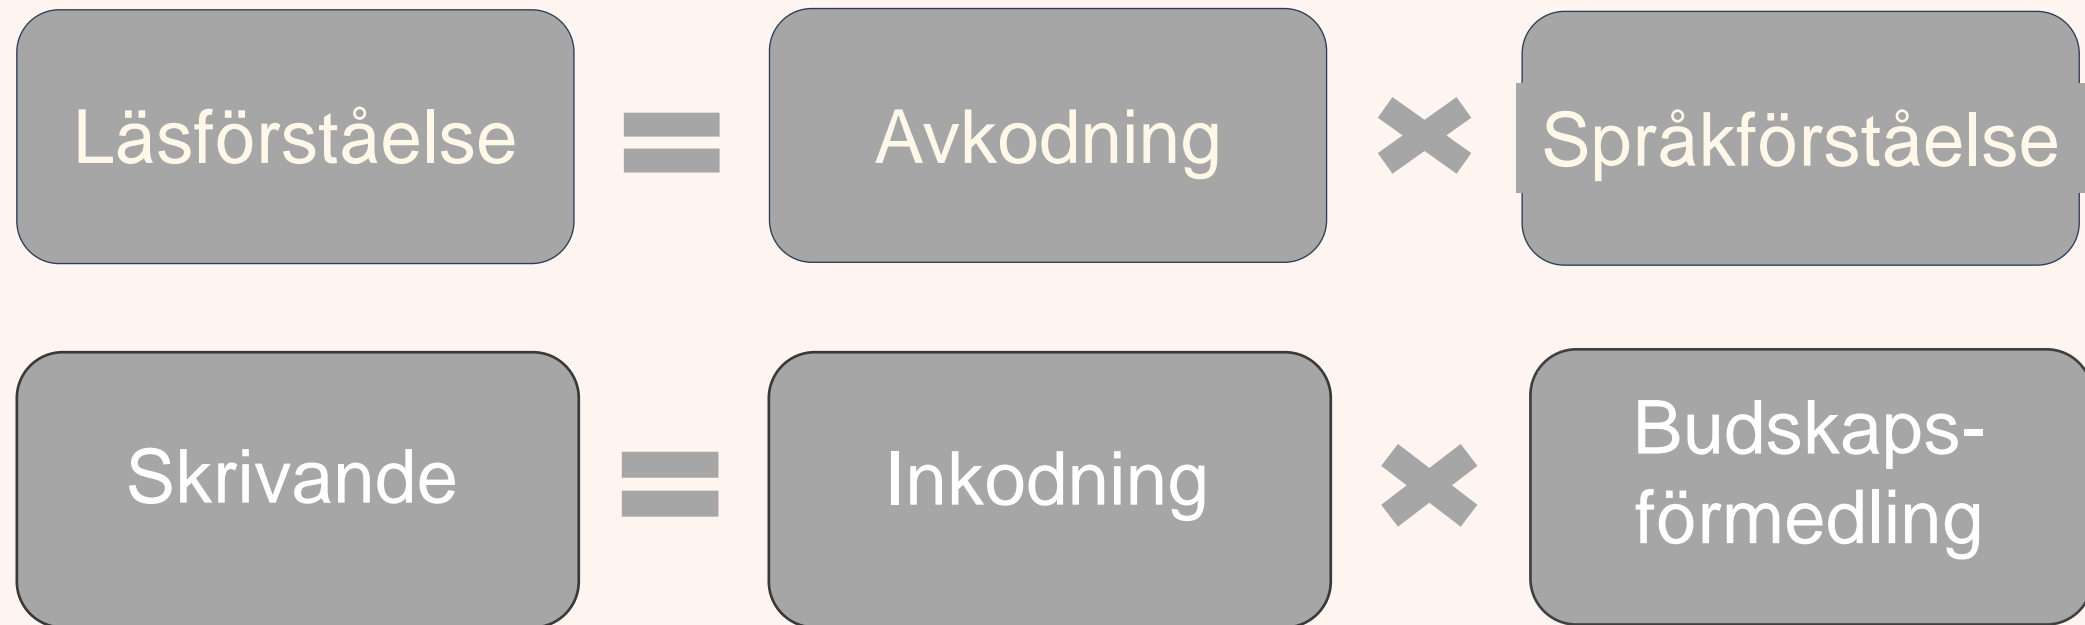 Läsförståelse = Avkodning × Språkförståelse
Skrivande = Inkodning × Budskaps-
förmedling